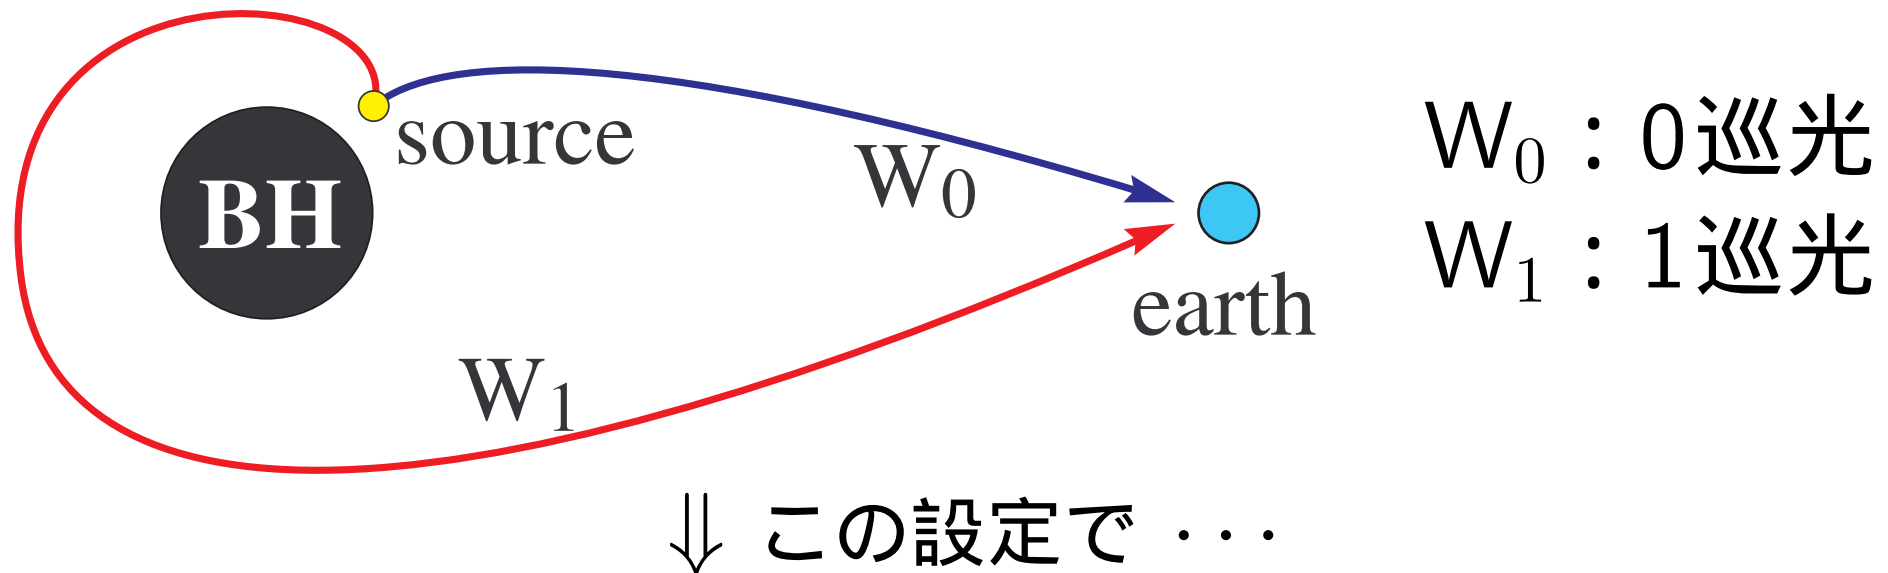 BH
source
W₀
earth
W₁
W₀：0巡光
W₁：1巡光
⇓ この設定で ···